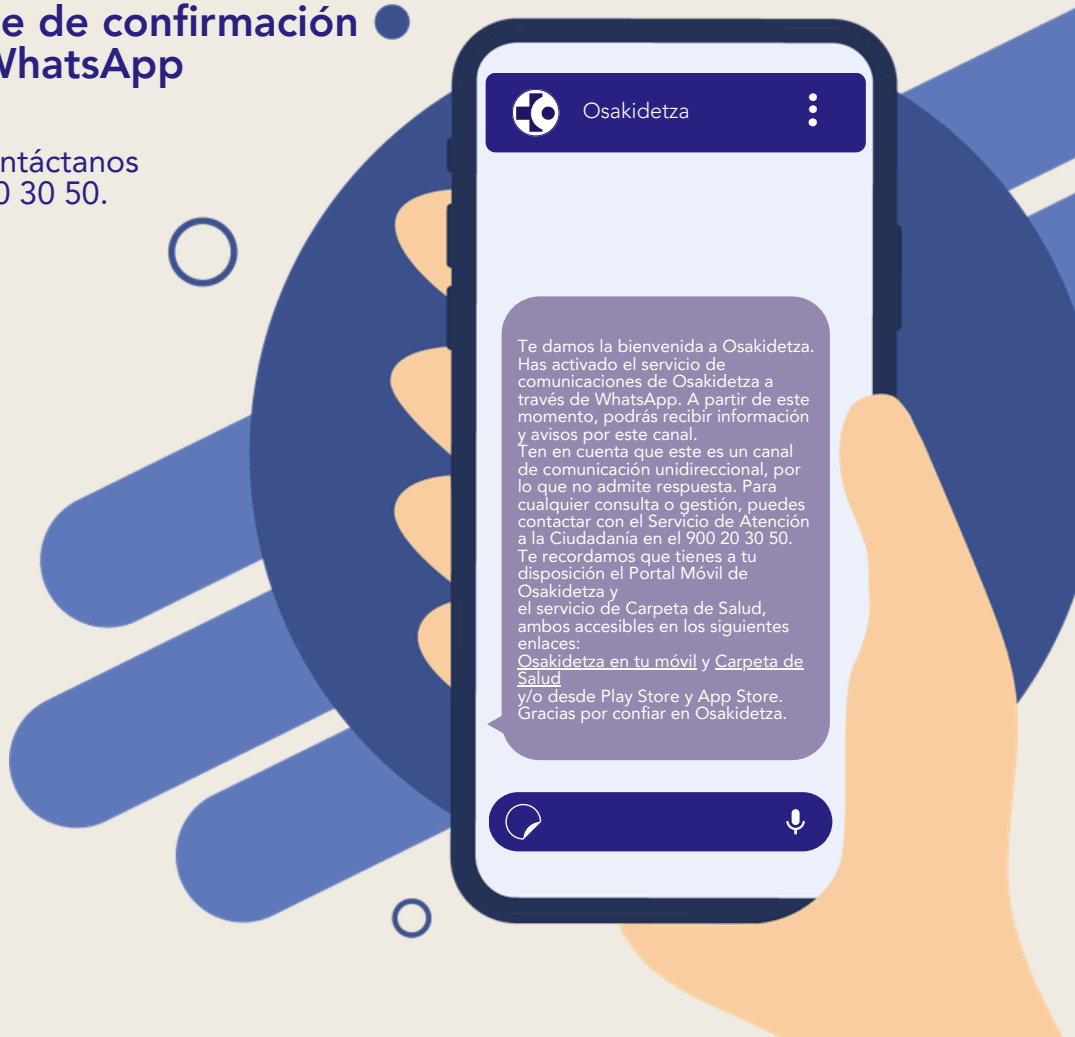 e de confirmación
WhatsApp
ntáctanos
0 30 50.
Osakidetza
Te damos la bienvenida a Osakidetza.
Has activado el servicio de
comunicaciones de Osakidetza a
través de WhatsApp. A partir de este
momento, podrás recibir información
y avisos por este canal.
Ten en cuenta que este es un canal
de comunicación unidireccional, por
lo que no admite respuesta. Para
cualquier consulta o gestión, puedes
contactar con el Servicio de Atención
a la Ciudadanía en el 900 20 30 50.
Te recordamos que tienes a tu
disposición el Portal Móvil de
Osakidetza y
el servicio de Carpeta de Salud,
ambos accesibles en los siguientes
enlaces:
Osakidetza en tu móvil y Carpeta de
Salud
y/o desde Play Store y App Store.
Gracias por confiar en Osakidetza.